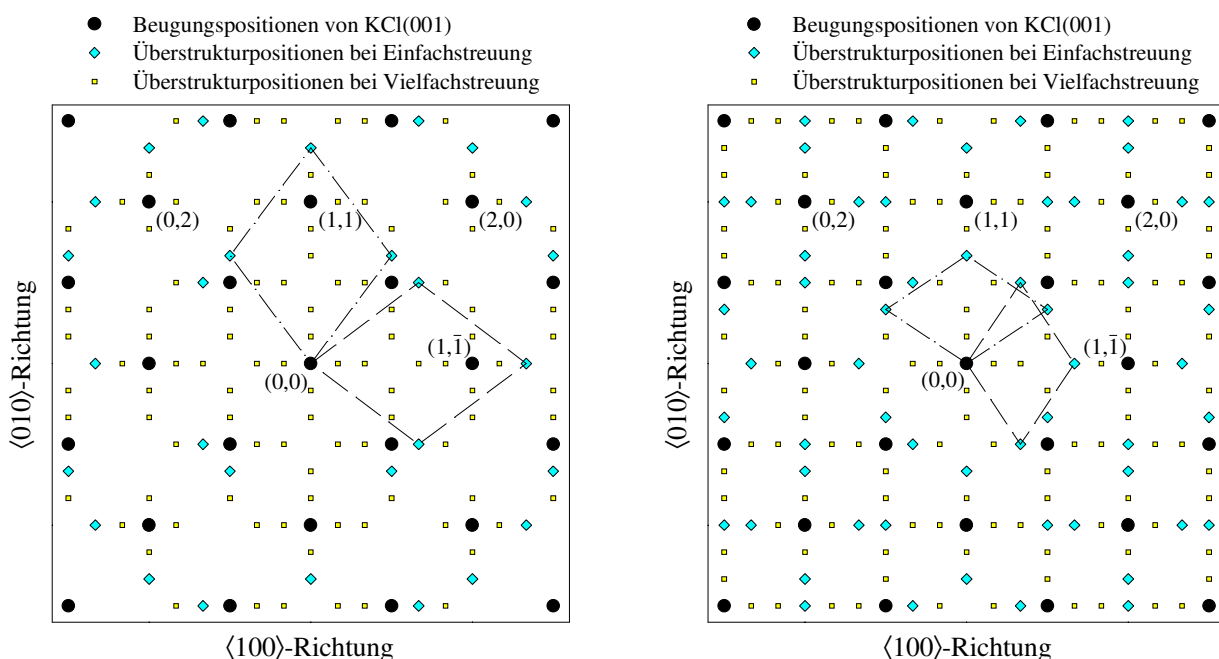 Beugungspositionen von KCl(001)
Überstrukturpositionen bei Einfachstreuung
Überstrukturpositionen bei Vielfachstreuung
(0,2)
(1,1)
(2,0)
(0,0)
(1,1̄)
⟨010⟩-Richtung
⟨100⟩-Richtung
Beugungspositionen von KCl(001)
Überstrukturpositionen bei Einfachstreuung
Überstrukturpositionen bei Vielfachstreuung
(0,2)
(1,1)
(2,0)
(0,0)
(1,1̄)
⟨010⟩-Richtung
⟨100⟩-Richtung